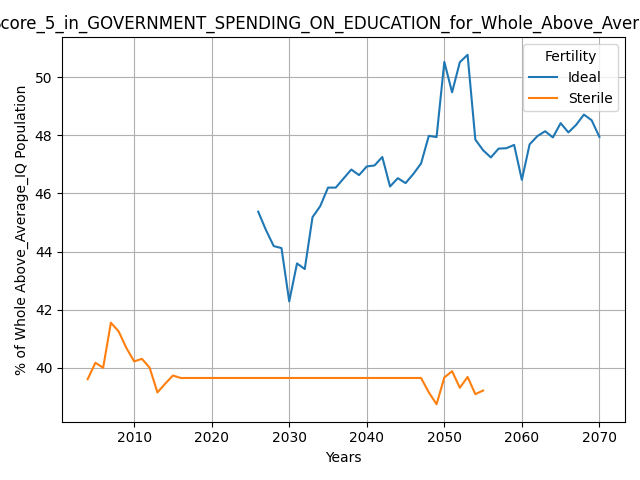 core_5_in_GOVERNMENT_SPENDING_ON_EDUCATION_for_Whole_Above_Aver
Fertility
Ideal
Sterile
% of Whole Above_Average_IQ Population
50
48
46
44
42
40
2010
2020
2030
2040
2050
2060
2070
Years